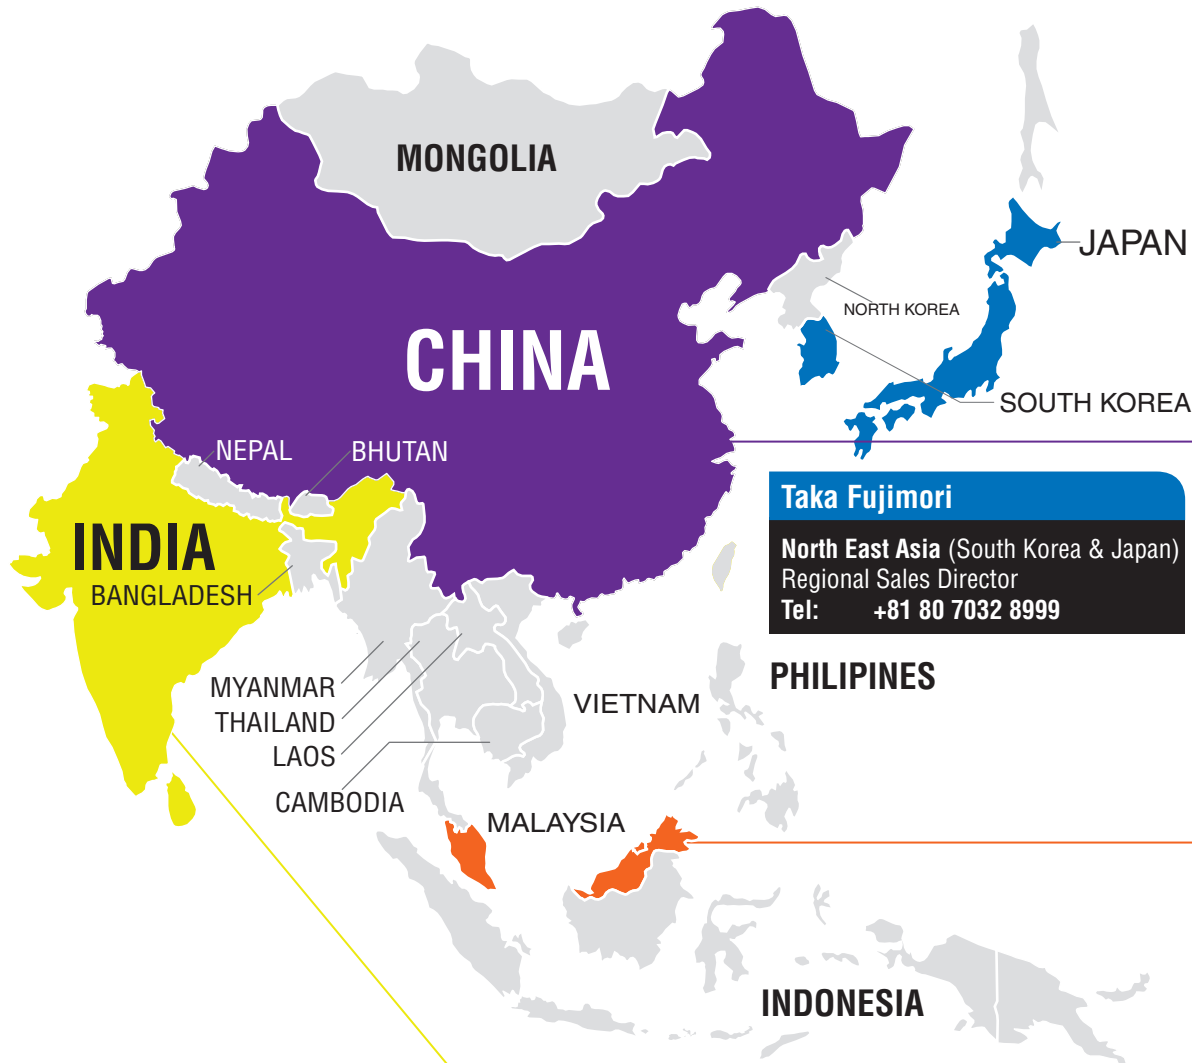 MONGOLIA
JAPAN
NORTH KOREA
CHINA
SOUTH KOREA
NEPAL
BHUTAN
Taka Fujimori
INDIA
North East Asia (South Korea & Japan)
Regional Sales Director
BANGLADESH
Tel: +81 80 7032 8999
PHILIPINES
MYANMAR
VIETNAM
THAILAND
LAOS
CAMBODIA
MALAYSIA
INDONESIA